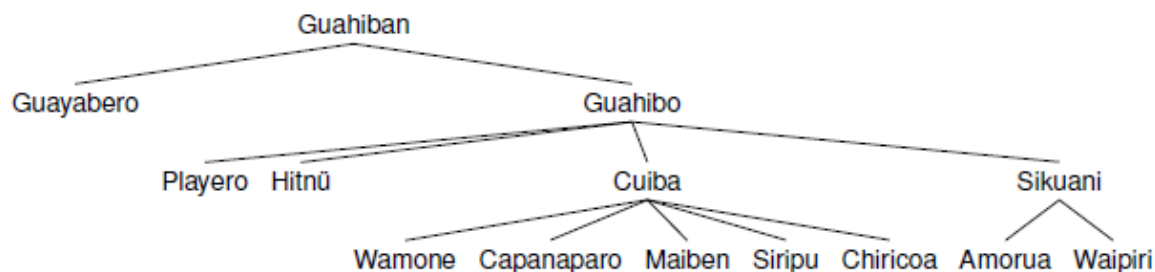 Guahiban
Guayabero Guahibo
Playero Hitnü Cuiba Sikuani
Wamone Capanaparo Maiben Siripu Chiricoa Amorua Waipiri